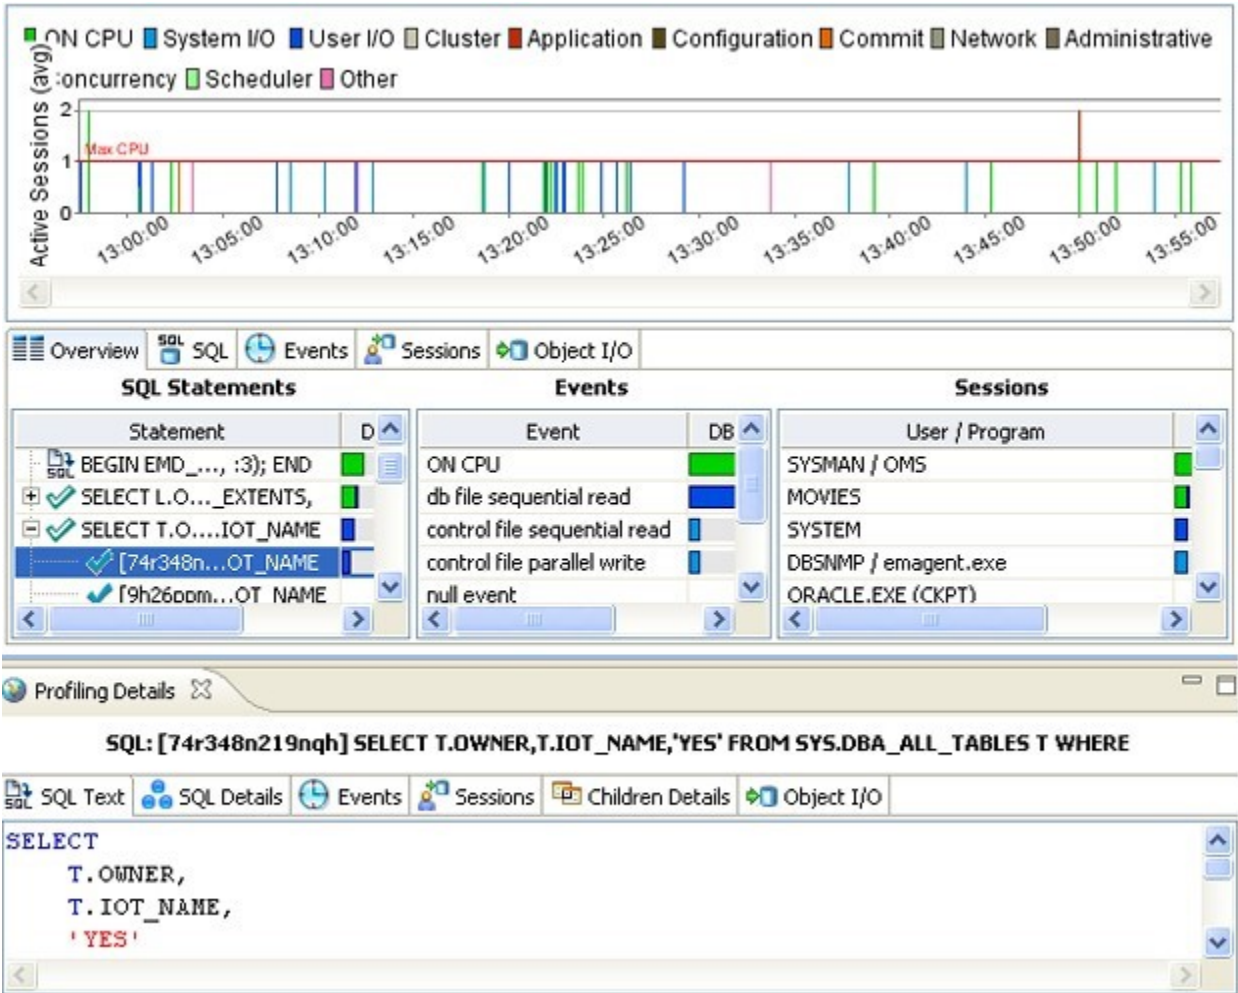 ON CPU System I/O User I/O Cluster Application Configuration Commit Network Administrative
oncurrency Scheduler Other
Active Sessions (avg)
2
Max CPU
1
0
13:00:00 13:05:00 13:10:00 13:15:00 13:20:00 13:25:00 13:30:00 13:35:00 13:40:00 13:45:00 13:50:00 13:55:00
Overview SQL SQL Events Sessions Object I/O
SQL Statements Events Sessions
Statement D Event DB User / Program
SQL BEGIN EMD_..., :3); END ON CPU SYSMAN / OMS
SELECT L.O...._EXTENTS, db file sequential read MOVIES
SELECT T.O....IOT_NAME control file sequential read SYSTEM
[74r348n...OT_NAME control file parallel write DBSNMP / emagent.exe
[9h26ppm...OT_NAME null event ORACLE.EXE (CKPT)
Profiling Details
SQL: [74r348n219nqh] SELECT T.OWNER,T.IOT_NAME,'YES' FROM SYS.DBA_ALL_TABLES T WHERE
SQL SQL Text SQL Details Events Sessions Children Details Object I/O
SELECT
T.OWNER,
T.IOT_NAME,
'YES'